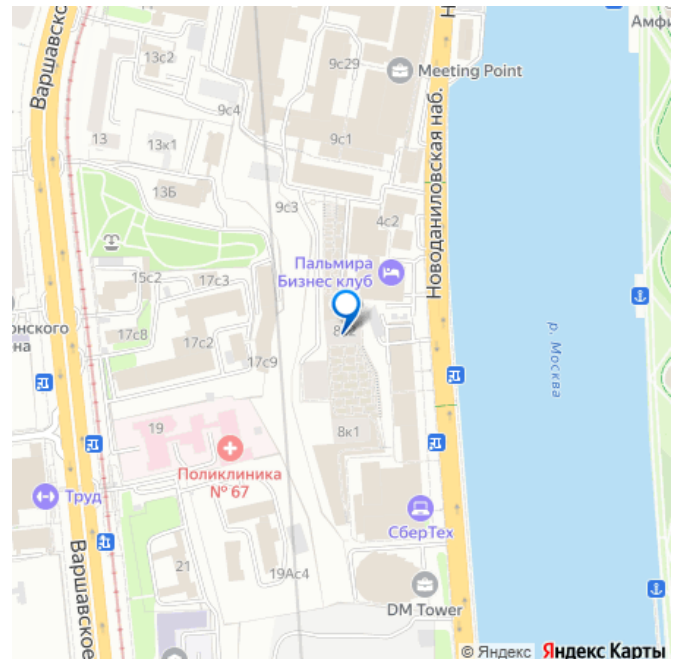 Варшавско
13с2
9с29
Амфи
Meeting Point
9с4
9с1
13
13к1
Новоданиловская наб.
13Б
9с3
4с2
Пальмира
Бизнес клуб
15с2
17с3
онского
на
17с8
17с2
17с9
р. Москва
8к1
19
Поликлиника
№ 67
Труд
СберТех
Варшавское
21
19Ас4
DM Tower
© Яндекс Яндекс Карты